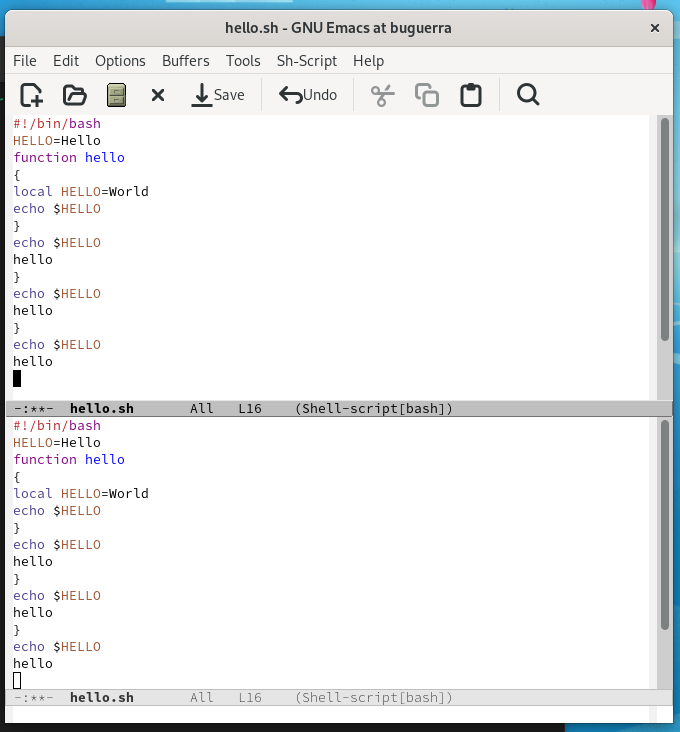 hello.sh - GNU Emacs at buguerra
File Edit Options Buffers Tools Sh-Script Help
Save Undo
#!/bin/bash
HELLO=Hello
function hello
{
local HELLO=World
echo $HELLO
}
echo $HELLO
hello
}
echo $HELLO
hello
}
echo $HELLO
hello
-:**- hello.sh All L16 (Shell-script[bash])
#!/bin/bash
HELLO=Hello
function hello
{
local HELLO=World
echo $HELLO
}
echo $HELLO
hello
}
echo $HELLO
hello
}
echo $HELLO
hello
-:**- hello.sh All L16 (Shell-script[bash])